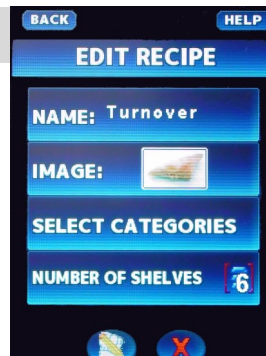 BACK HELP
EDIT RECIPE
NAME: Turnover
IMAGE:
SELECT CATEGORIES
NUMBER OF SHELVES 6
X